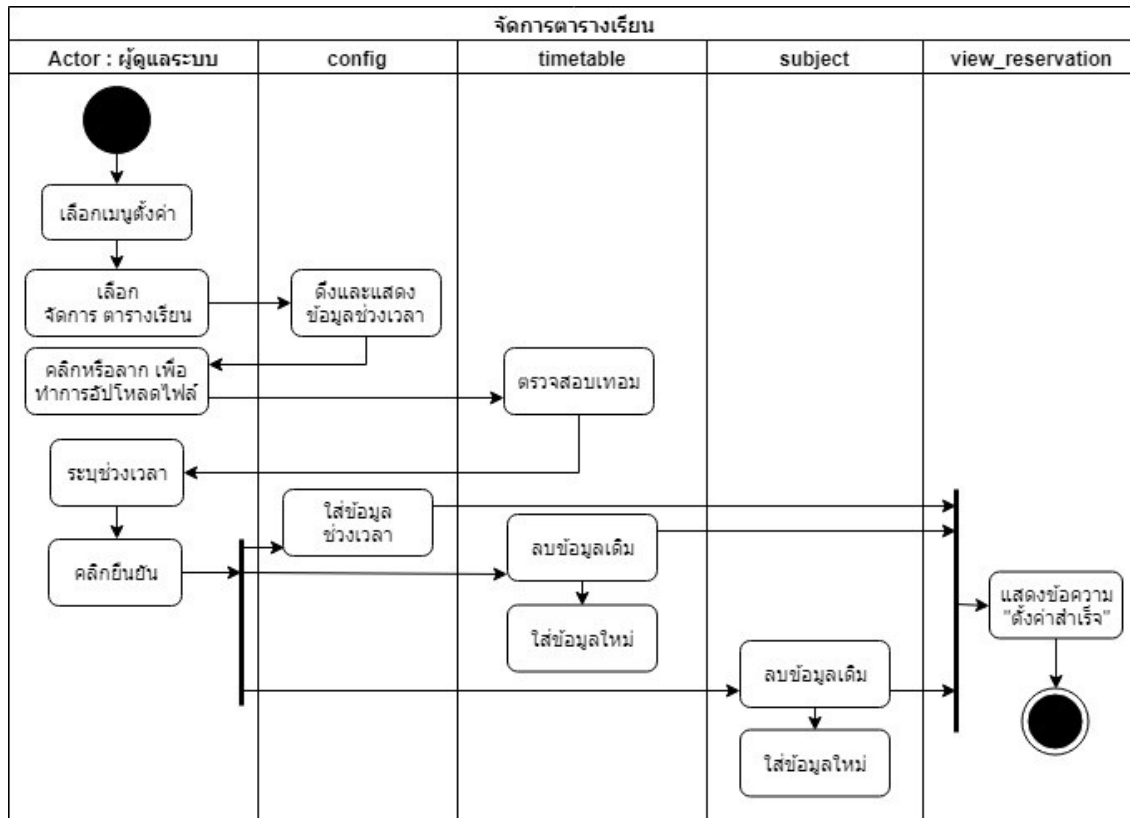 จัดการตารางเรียน
Actor : ผู้ดูแลระบบ
config
timetable
subject
view_reservation
เลือกเมนูตั้งค่า
เลือก
จัดการ ตารางเรียน
ดึงและแสดง
ข้อมูลช่วงเวลา
คลิกหรือลาก เพื่อ
ทำการอัปโหลดไฟล์
ตรวจสอบเทอม
ระบุช่วงเวลา
ใส่ข้อมูล
ช่วงเวลา
คลิกยืนยัน
ลบข้อมูลเดิม
ใส่ข้อมูลใหม่
ลบข้อมูลเดิม
ใส่ข้อมูลใหม่
แสดงข้อความ
"ตั้งค่าสำเร็จ"